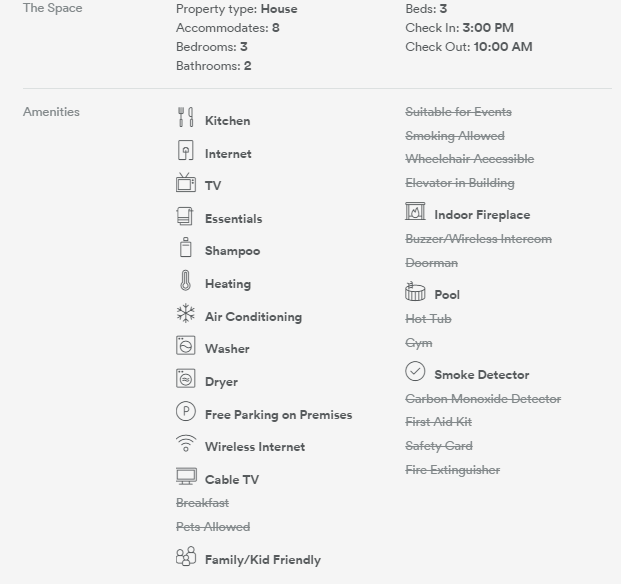 The Space
Property type: House
Accommodates: 8
Bedrooms: 3
Bathrooms: 2
Beds: 3
Check In: 3:00 PM
Check Out: 10:00 AM
Amenities
Kitchen
Internet
TV
Essentials
Shampoo
Heating
Air Conditioning
Washer
Dryer
P Free Parking on Premises
Wireless Internet
Cable TV
Breakfast
Pets Allowed
Family/Kid Friendly
Suitable for Events
Smoking Allowed
Wheelchair Accessible
Elevator in Building
Indoor Fireplace
Buzzer/Wireless Intercom
Doorman
Pool
Hot Tub
Gym
Smoke Detector
Carbon Monoxide Detector
First Aid Kit
Safety Card
Fire Extinguisher